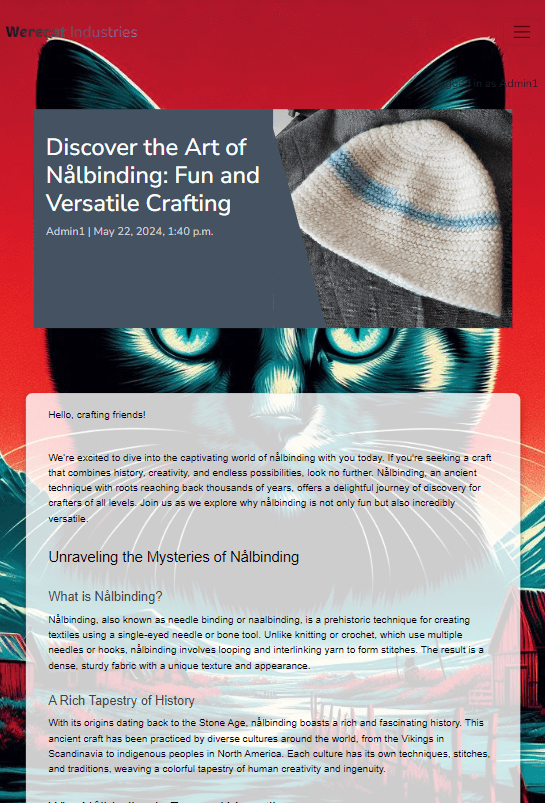 Werecat Industries
in as Admin1
Discover the Art of
Nålbinding: Fun and
Versatile Crafting
Admin1 | May 22, 2024, 1:40 p.m.
Hello, crafting friends!
We're excited to dive into the captivating world of nålbinding with you today. If you're seeking a craft
that combines history, creativity, and endless possibilities, look no further. Nålbinding, an ancient
technique with roots reaching back thousands of years, offers a delightful journey of discovery for
crafters of all levels. Join us as we explore why nålbinding is not only fun but also incredibly
versatile.
Unraveling the Mysteries of Nålbinding
What is Nålbinding?
Nålbinding, also known as needle binding or naalbinding, is a prehistoric technique for creating
textiles using a single-eyed needle or bone tool. Unlike knitting or crochet, which use multiple
needles or hooks, nålbinding involves looping and interlinking yarn to form stitches. The result is a
dense, sturdy fabric with a unique texture and appearance.
A Rich Tapestry of History
With its origins dating back to the Stone Age, nålbinding boasts a rich and fascinating history. This
ancient craft has been practiced by diverse cultures around the world, from the Vikings in
Scandinavia to indigenous peoples in North America. Each culture has its own techniques, stitches,
and traditions, weaving a colorful tapestry of human creativity and ingenuity.